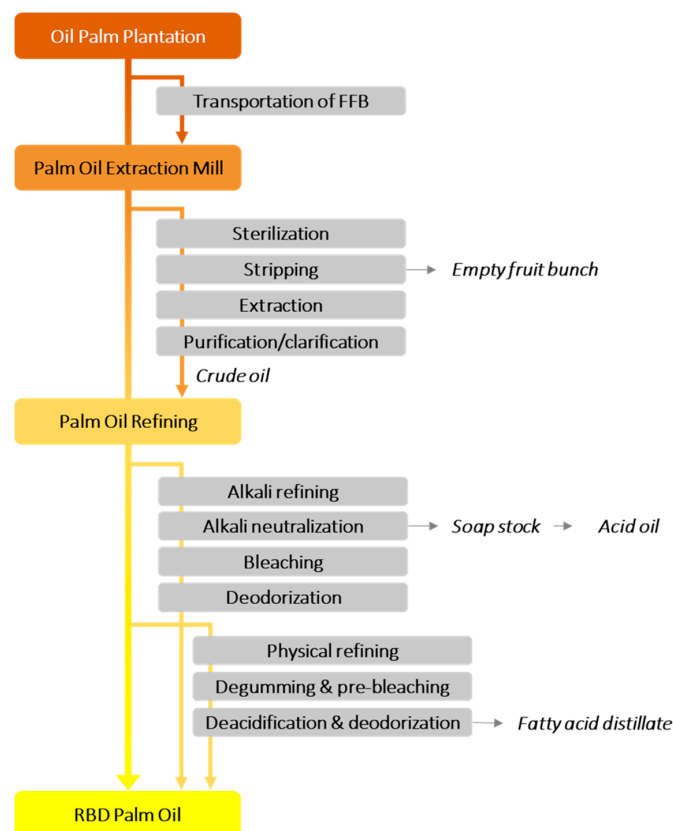 Oil Palm Plantation
Transportation of FFB
Palm Oil Extraction Mill
Sterilization
Stripping
Empty fruit bunch
Extraction
Purification/clarification
Crude oil
Palm Oil Refining
Alkali refining
Alkali neutralization
Soap stock
Acid oil
Bleaching
Deodorization
Physical refining
Degumming & pre-bleaching
Deacidification & deodorization
Fatty acid distillate
RBD Palm Oil